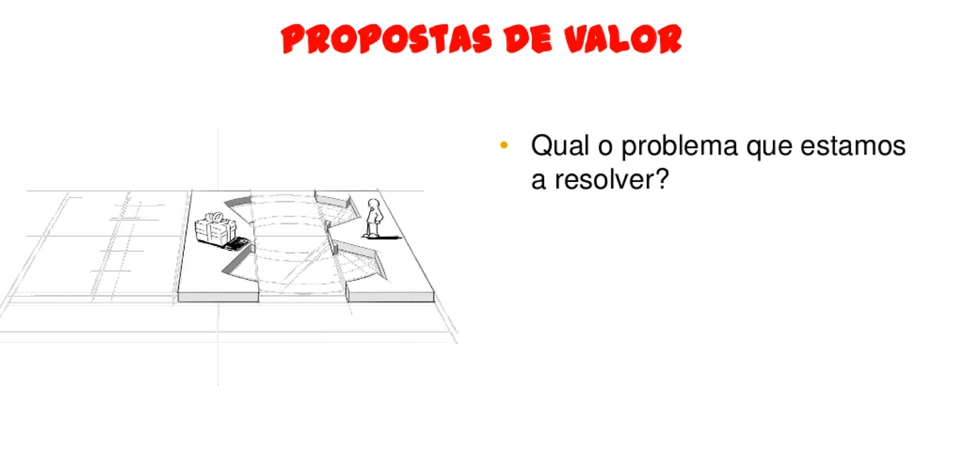 PROPOSTAS DE VALOR
• Qual o problema que estamos
a resolver?